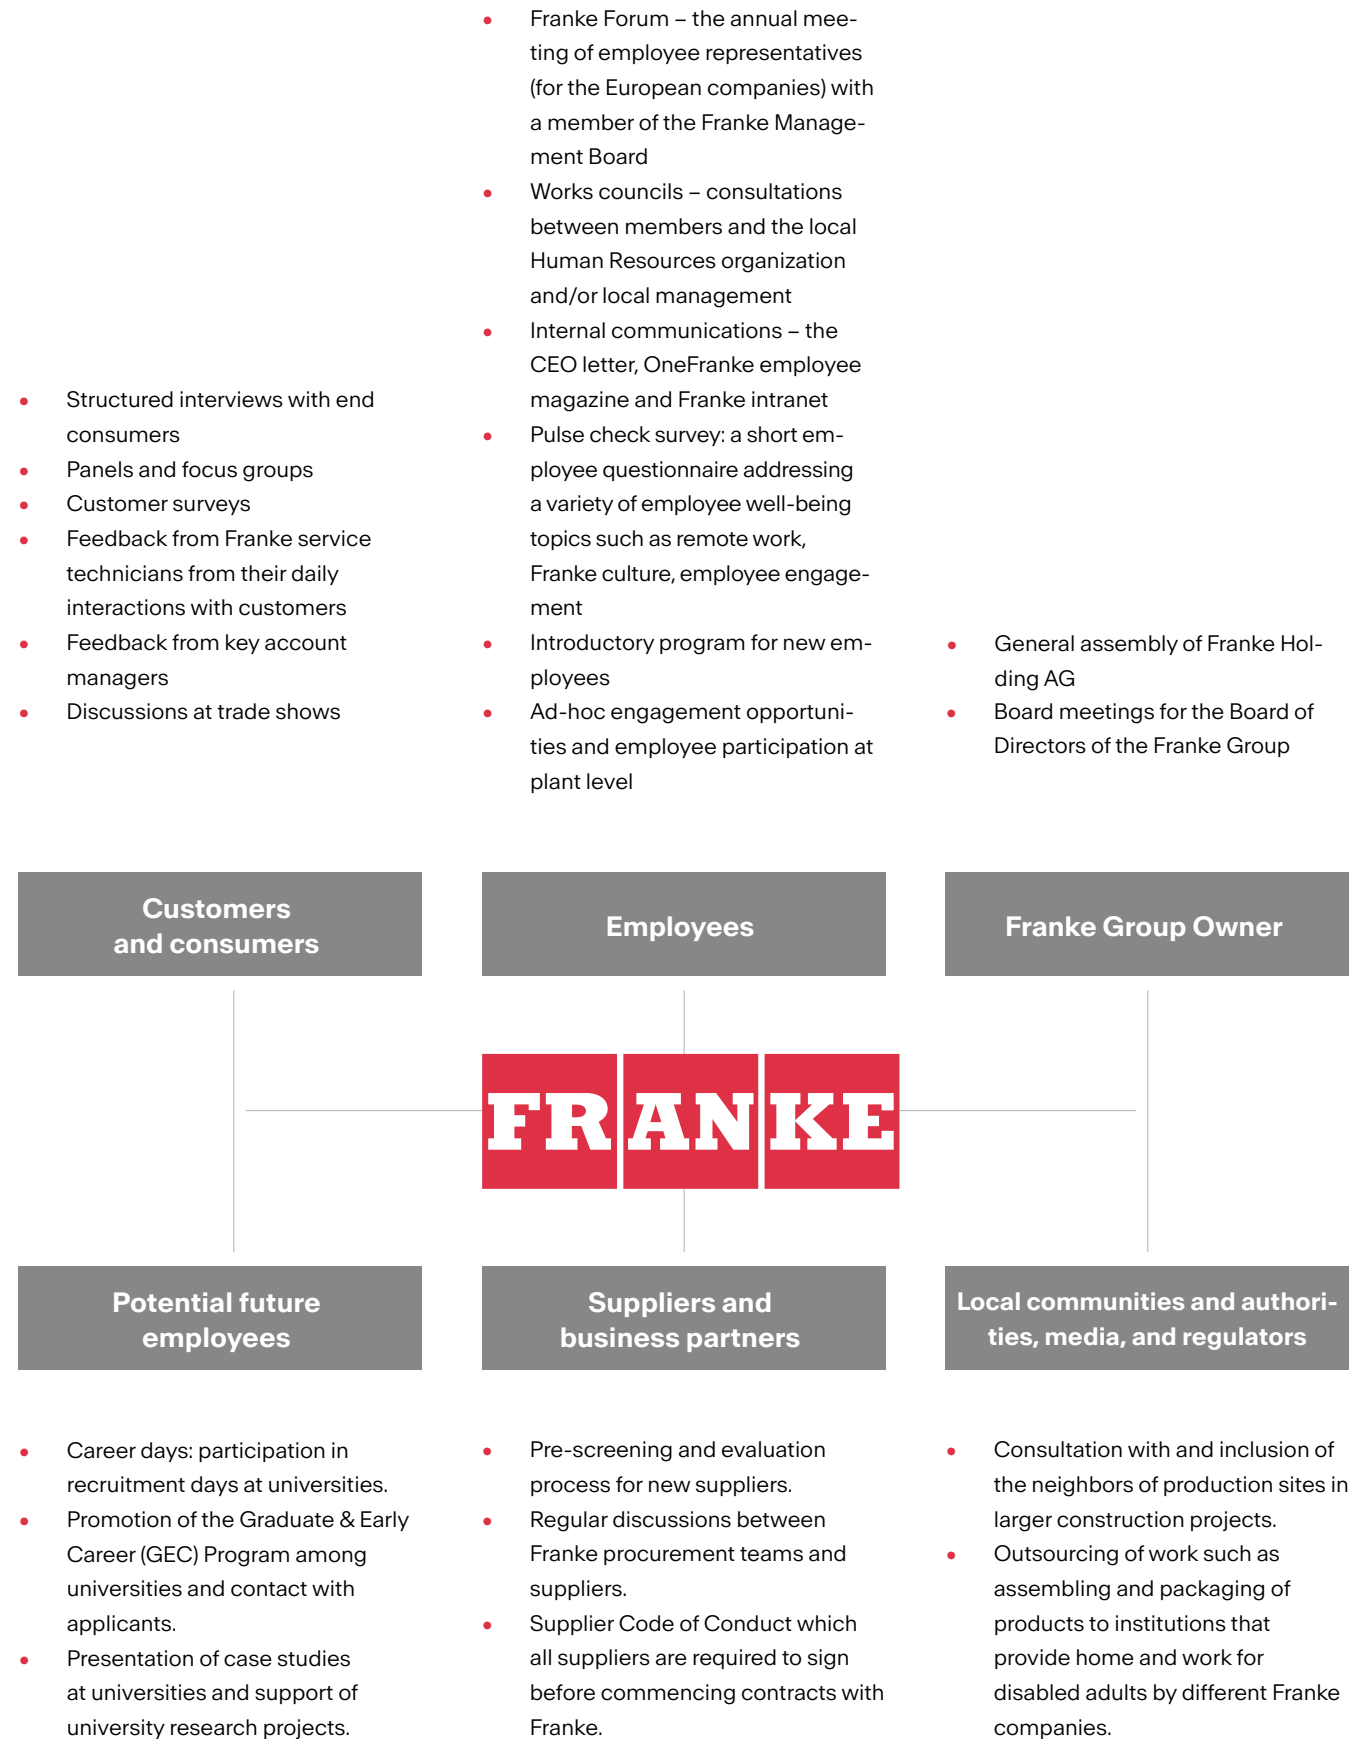 • Structured interviews with end
consumers
• Panels and focus groups
• Customer surveys
• Feedback from Franke service
technicians from their daily
interactions with customers
• Feedback from key account
managers
• Discussions at trade shows
• Franke Forum – the annual mee-
ting of employee representatives
(for the European companies) with
a member of the Franke Manage-
ment Board
• Works councils – consultations
between members and the local
Human Resources organization
and/or local management
• Internal communications – the
CEO letter, OneFranke employee
magazine and Franke intranet
• Pulse check survey: a short em-
ployee questionnaire addressing
a variety of employee well-being
topics such as remote work,
Franke culture, employee engage-
ment
• Introductory program for new em-
ployees
• Ad-hoc engagement opportuni-
ties and employee participation at
plant level
• General assembly of Franke Hol-
ding AG
• Board meetings for the Board of
Directors of the Franke Group
Customers
and consumers
Employees
Franke Group Owner
FRANKE
Potential future
employees
Suppliers and
business partners
Local communities and authori-
ties, media, and regulators
• Career days: participation in
recruitment days at universities.
• Promotion of the Graduate & Early
Career (GEC) Program among
universities and contact with
applicants.
• Presentation of case studies
at universities and support of
university research projects.
• Pre-screening and evaluation
process for new suppliers.
• Regular discussions between
Franke procurement teams and
suppliers.
• Supplier Code of Conduct which
all suppliers are required to sign
before commencing contracts with
Franke.
• Consultation with and inclusion of
the neighbors of production sites in
larger construction projects.
• Outsourcing of work such as
assembling and packaging of
products to institutions that
provide home and work for
disabled adults by different Franke
companies.